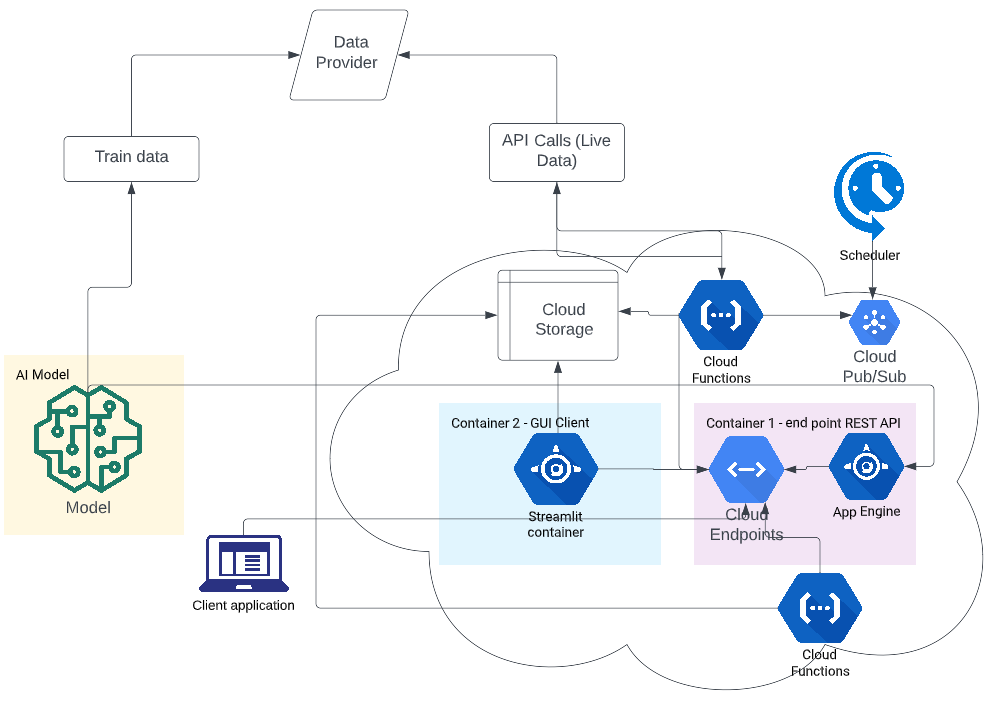 Data
Provider
Train data
API Calls (Live
Data)
Scheduler
Cloud
Storage
Cloud
Functions
Cloud
Pub/Sub
AI Model
Model
Container 2 - GUI Client
Streamlit
container
Container 1 - end point REST API
Cloud
Endpoints
App Engine
Client application
Cloud
Functions